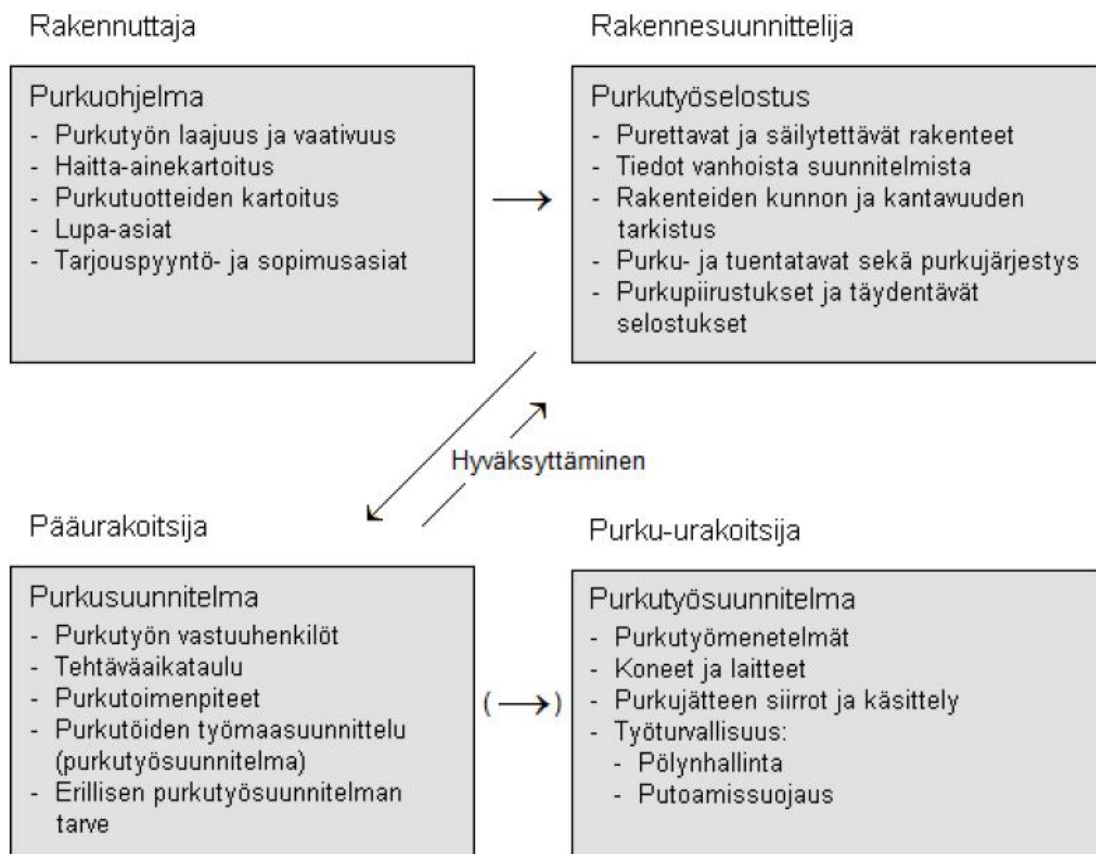 Rakennuttaja
Purkuohjelma
- Purkutyön laajuus ja vaativuus
- Haitta-ainekartoitus
- Purkutuotteiden kartoitus
- Lupa-asiat
- Tarjouspyyntö- ja sopimusasiat
Rakennesuunnittelija
Purkutyöselostus
- Purettavat ja säilytettävät rakenteet
- Tiedot vanhoista suunnitelmista
- Rakenteiden kunnon ja kantavuuden
tarkistus
- Purku- ja tuentatavat sekä purkujärjestys
- Purkupiirustukset ja täydentävät
selostukset
Hyväksyttäminen
Pääurakoitsija
Purkusuunnitelma
- Purkutyön vastuuhenkilöt
- Tehtäväaikataulu
- Purkutoimenpiteet
- Purkutöiden työmaasuunnittelu
(purkutyösuunnitelma)
- Erillisen purkutyösuunnitelman
tarve
Purku-urakoitsija
Purkutyösuunnitelma
- Purkutyömenetelmät
- Koneet ja laitteet
- Purkujätteen siirrot ja käsittely
- Työturvallisuus:
- Pölynhallinta
- Putoamissuojaus